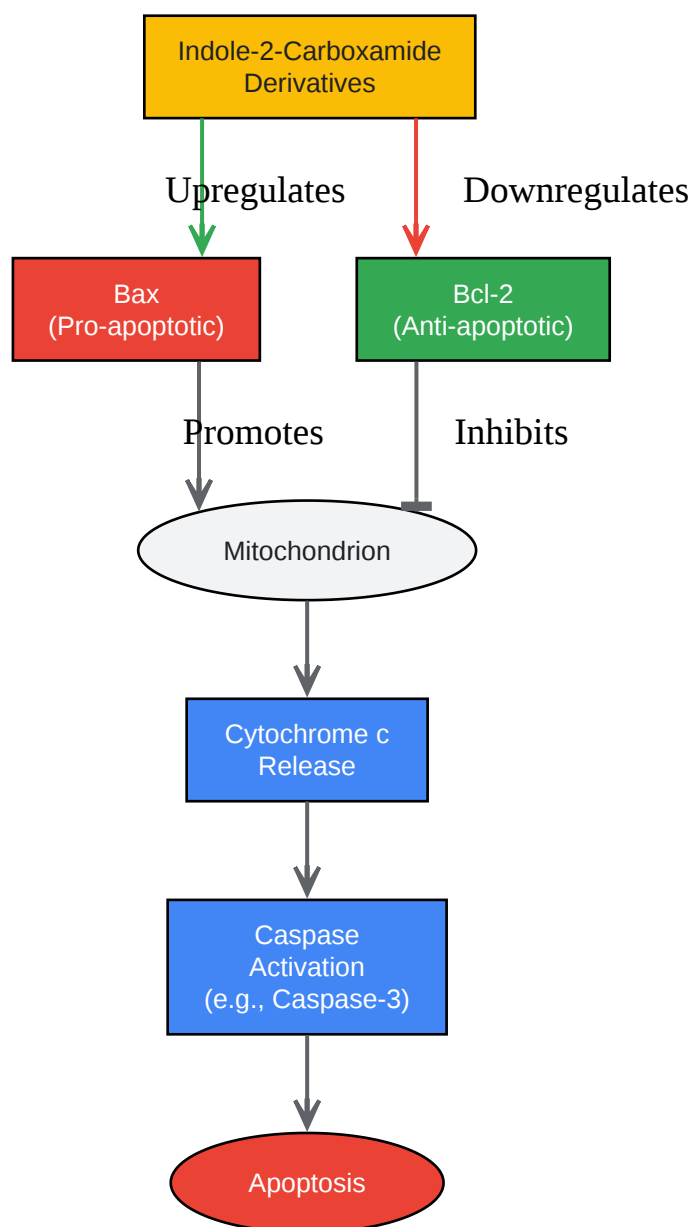 Indole-2-Carboxamide
Derivatives
Upregulates
Downregulates
Bax
(Pro-apoptotic)
Bcl-2
(Anti-apoptotic)
Promotes
Inhibits
Mitochondrion
Cytochrome c
Release
Caspase
Activation
(e.g., Caspase-3)
Apoptosis